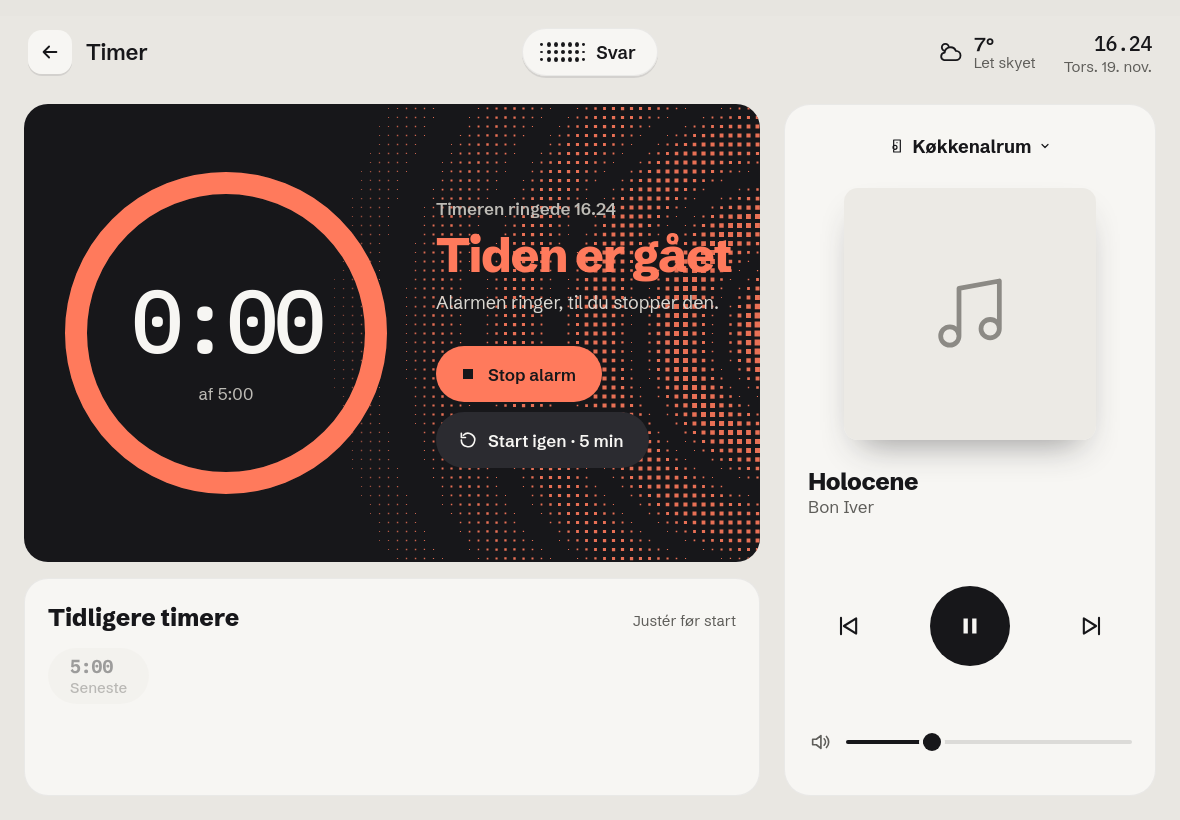 Timer
Svar
7°
Let skyet
16.24
Tors. 19. nov.
0:00
af 5:00
Timeren ringede 16.24
Tiden er gået
Alarmen ringer, til du stopper den.
Stop alarm
Start igen · 5 min
Tidligere timere
Justér før start
5:00
Seneste
Køkkenalrum
Holocene
Bon Iver